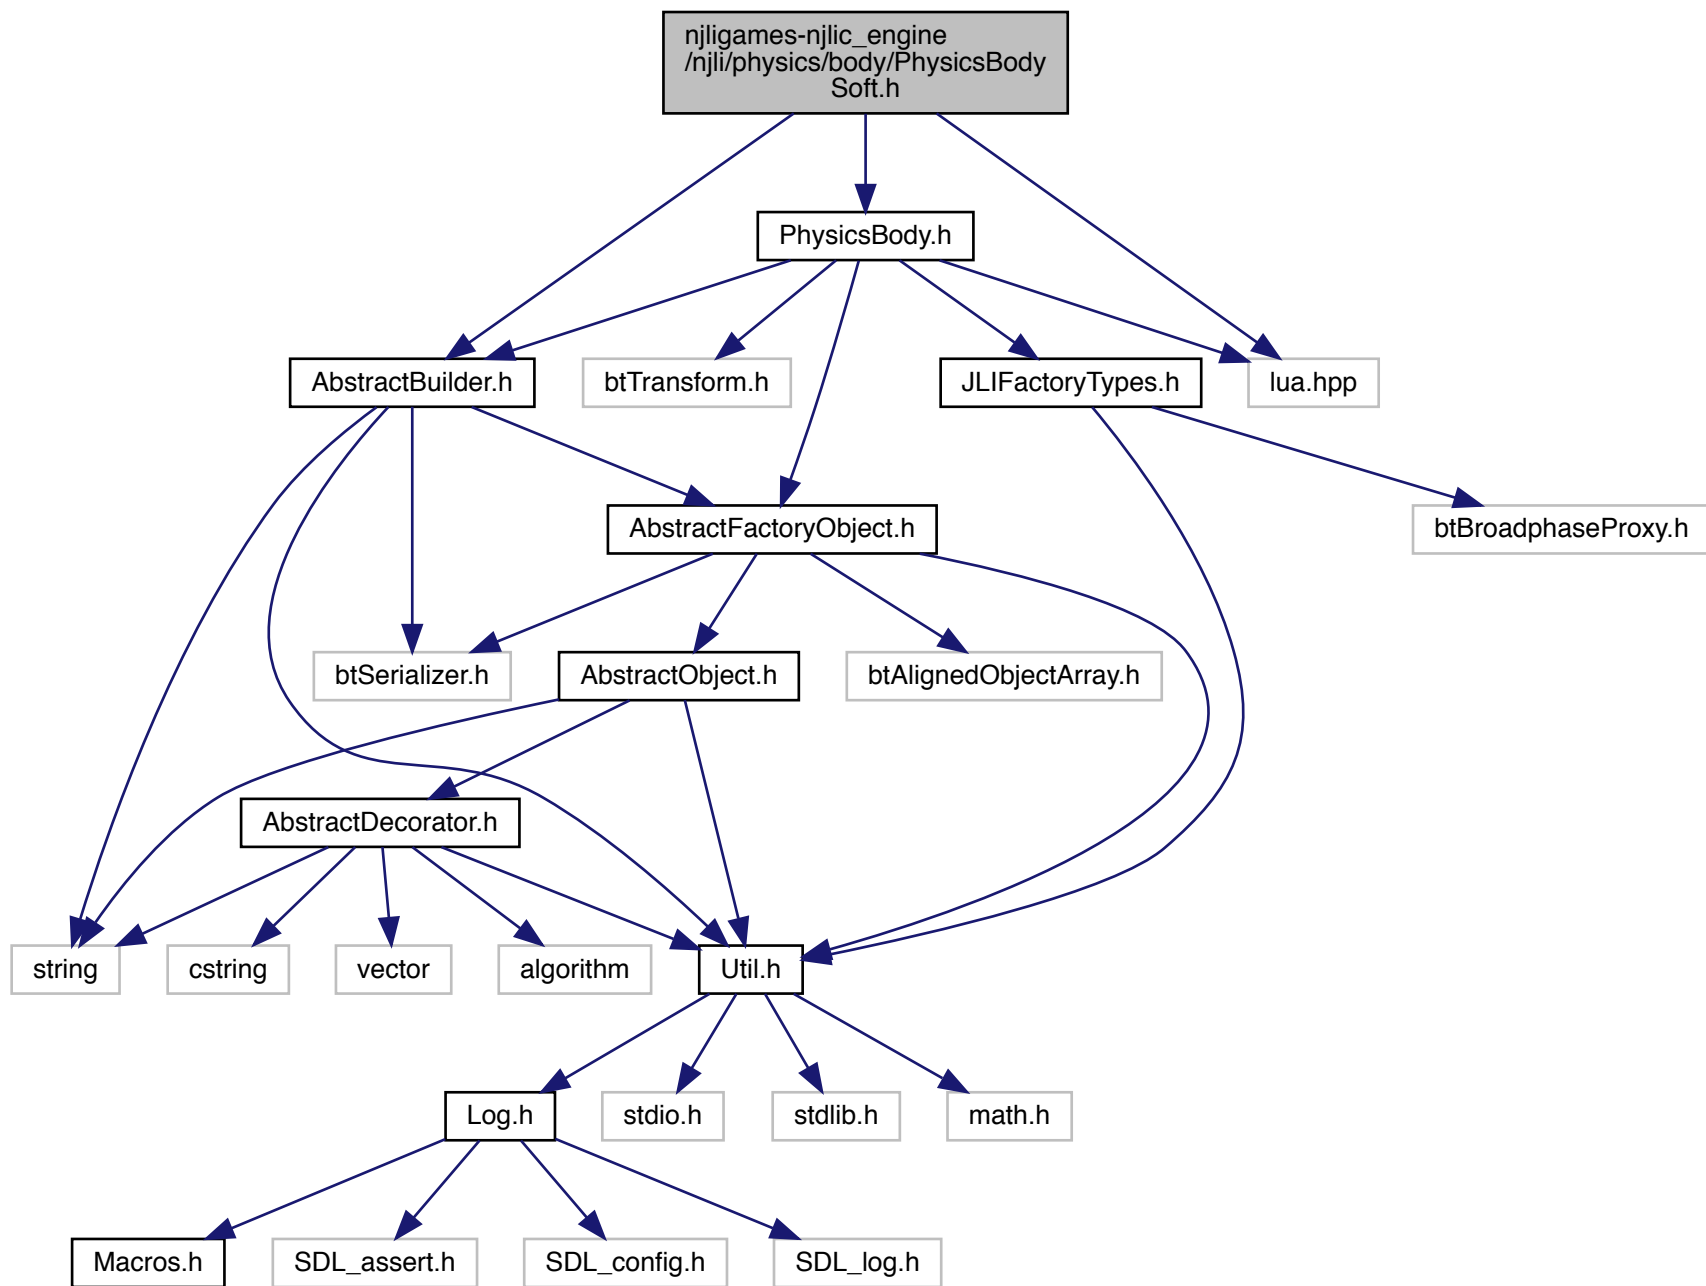 njligames-njlic_engine
/njli/physics/body/PhysicsBody
Soft.h
PhysicsBody.h
AbstractBuilder.h
btTransform.h
JLIFactoryTypes.h
lua.hpp
AbstractFactoryObject.h
btBroadphaseProxy.h
btSerializer.h
AbstractObject.h
btAlignedObjectArray.h
AbstractDecorator.h
string
cstring
vector
algorithm
Util.h
Log.h
stdio.h
stdlib.h
math.h
Macros.h
SDL_assert.h
SDL_config.h
SDL_log.h